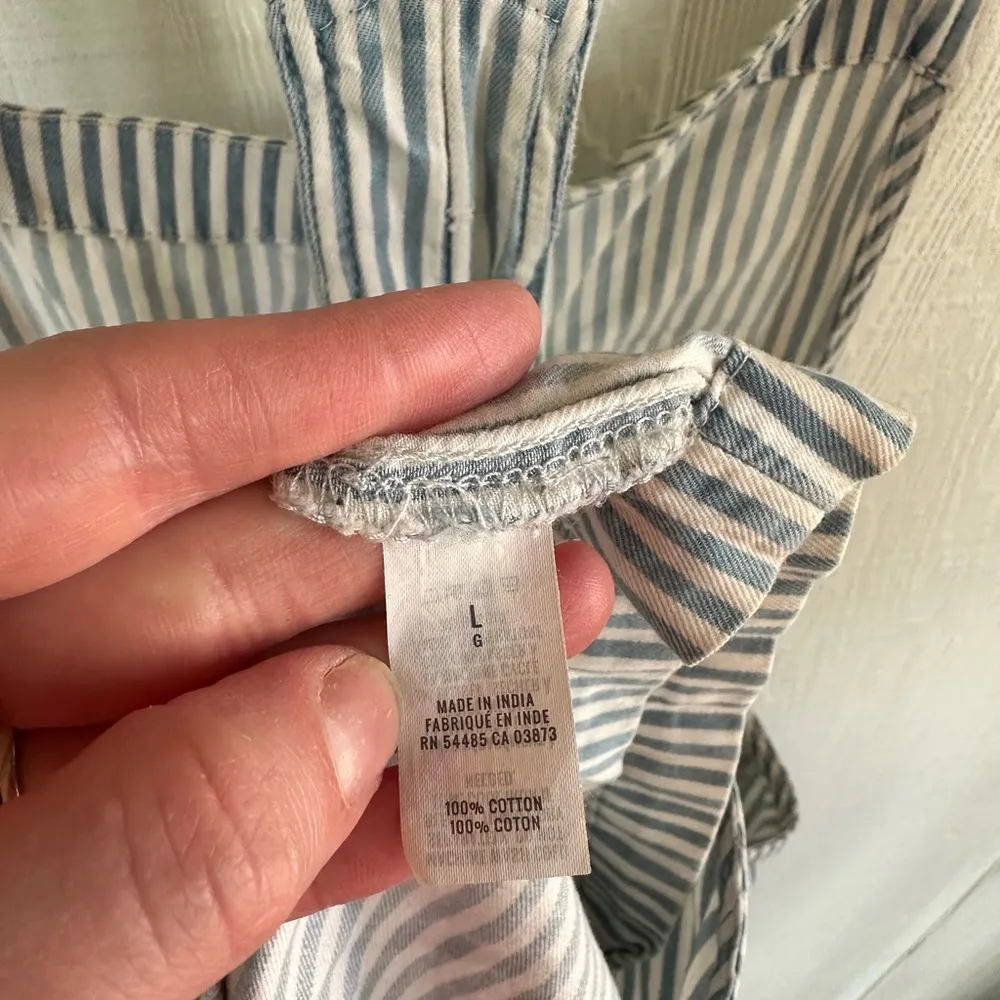 L
G
MADE IN INDIA
FABRIQUÉ EN INDE
RN 54485 CA 03873
100% COTTON
100% COTON